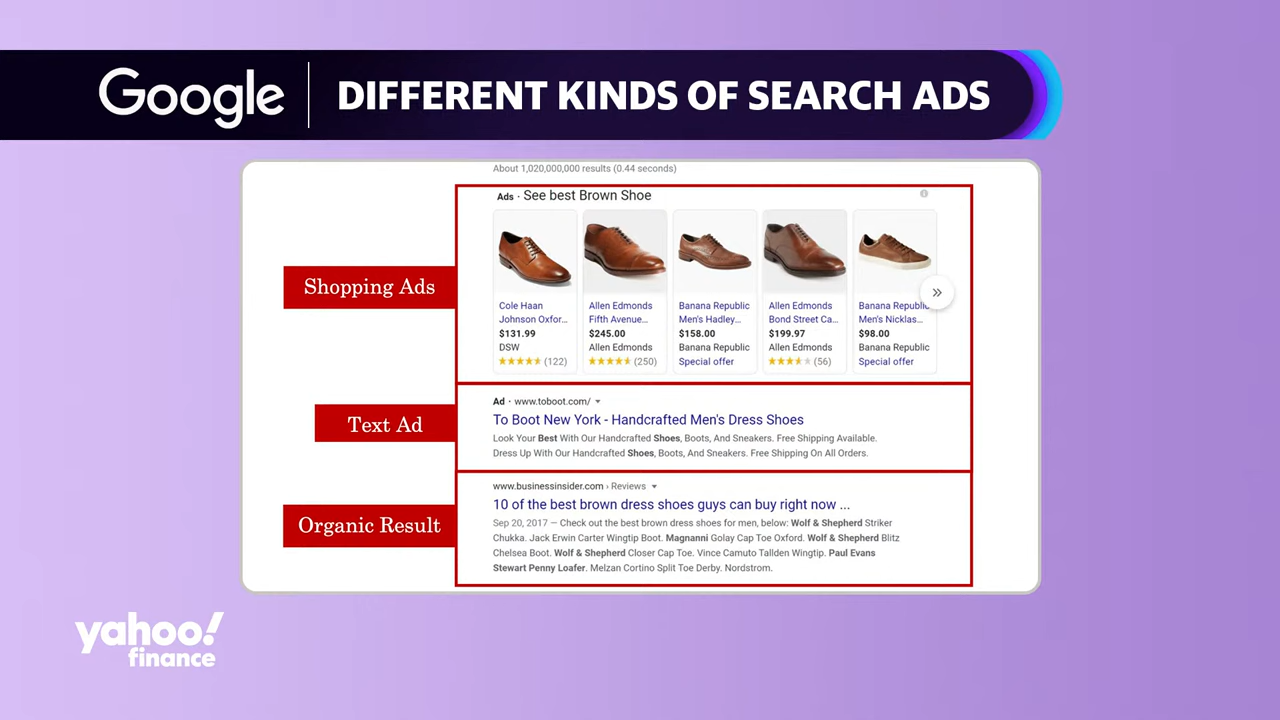 Google
DIFFERENT KINDS OF SEARCH ADS
About 1,020,000,000 results (0.44 seconds)
Shopping Ads
Ads · See best Brown Shoe
Cole Haan
Johnson Oxfor...
$131.99
DSW
(122)
Allen Edmonds
Fifth Avenue...
$245.00
Allen Edmonds
(250)
Banana Republic
Men's Hadley...
$158.00
Banana Republic
Special offer
Allen Edmonds
Bond Street Ca...
$199.97
Allen Edmonds
(56)
Banana Republic
Men's Nicklas...
$98.00
Banana Republic
Special offer
Text Ad
Ad · www.toboot.com/
To Boot New York - Handcrafted Men's Dress Shoes
Look Your Best With Our Handcrafted Shoes, Boots, And Sneakers. Free Shipping Available.
Dress Up With Our Handcrafted Shoes, Boots, And Sneakers. Free Shipping On All Orders.
Organic Result
www.businessinsider.com › Reviews
10 of the best brown dress shoes guys can buy right now ...
Sep 20, 2017 — Check out the best brown dress shoes for men, below: Wolf & Shepherd Striker
Chukka. Jack Erwin Carter Wingtip Boot. Magnanni Golay Cap Toe Oxford. Wolf & Shepherd Blitz
Chelsea Boot. Wolf & Shepherd Closer Cap Toe. Vince Camuto Tallden Wingtip. Paul Evans
Stewart Penny Loafer. Melzan Cortino Split Toe Derby. Nordstrom.
yahoo!
finance